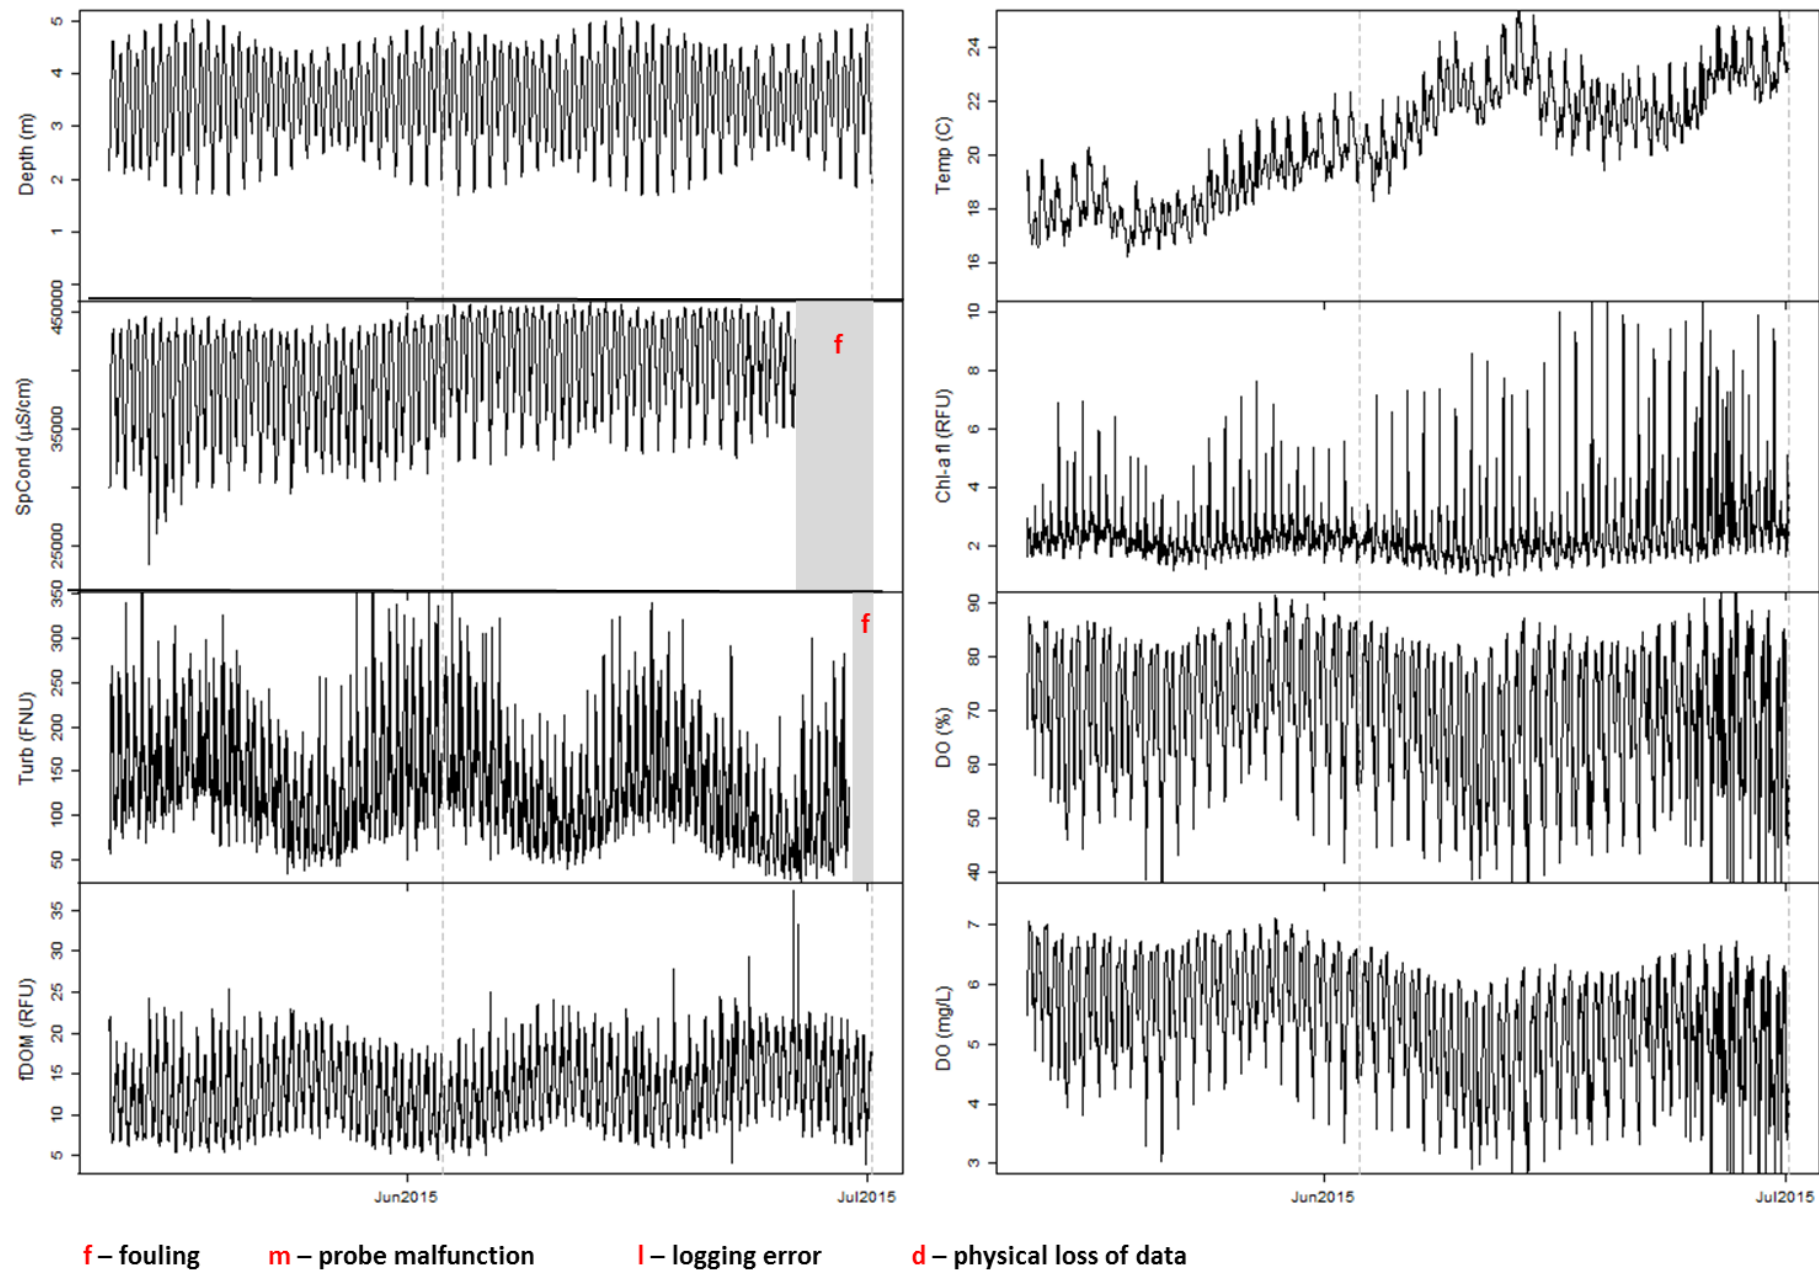 Depth (m)
5
4
3
2
1
SpCond (µS/cm)
450000
35000
25000
f
Turb (FNU)
350
300
250
200
150
100
50
f
fDOM (RFU)
35
30
25
20
15
10
5
Jun2015
Jul2015
Temp (C)
24
22
20
18
16
Chl-a fl (RFU)
10
8
6
4
2
DO (%)
90
80
70
60
50
40
DO (mg/L)
7
6
5
4
3
Jun2015
Jul2015
f – fouling m – probe malfunction l – logging error d – physical loss of data